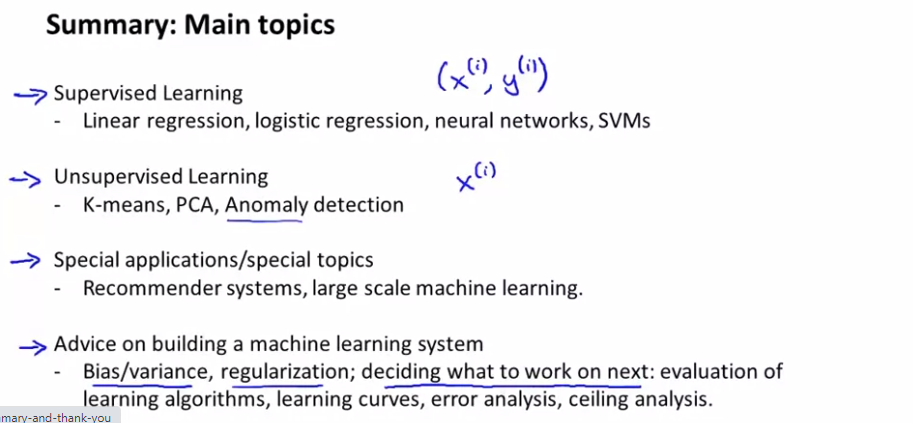 Summary: Main topics
(x^(i), y^(i))
Supervised Learning
- Linear regression, logistic regression, neural networks, SVMs
Unsupervised Learning
x^(i)
- K-means, PCA, Anomaly detection
Special applications/special topics
- Recommender systems, large scale machine learning.
Advice on building a machine learning system
- Bias/variance, regularization; deciding what to work on next: evaluation of
learning algorithms, learning curves, error analysis, ceiling analysis.
mary-and-thank-you